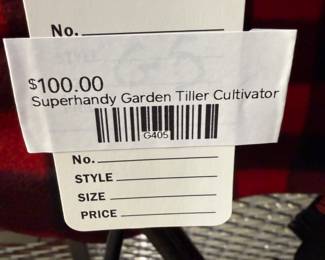 No.
$100.00
Superhandy Garden Tiller Cultivator
G405
No.
STYLE
SIZE
PRICE